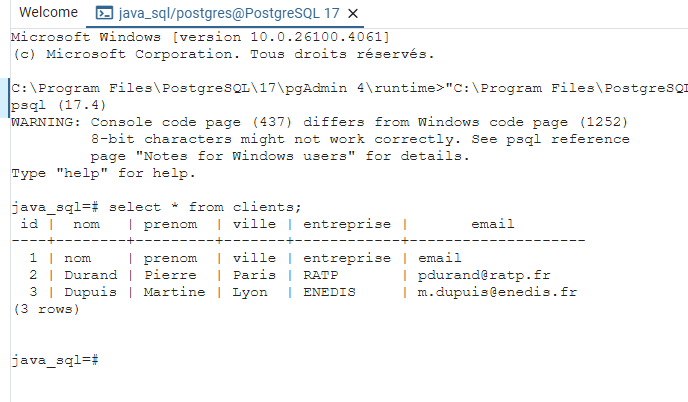 Welcome java_sql/postgres@PostgreSQL 17
Microsoft Windows [version 10.0.26100.4061]
(c) Microsoft Corporation. Tous droits réservés.
C:\Program Files\PostgreSQL\17\pgAdmin 4\runtime>"C:\Program Files\PostgreSQL
psql (17.4)
WARNING: Console code page (437) differs from Windows code page (1252)
         8-bit characters might not work correctly. See psql reference
         page "Notes for Windows users" for details.
Type "help" for help.
java_sql=# select * from clients;
 id |  nom   | prenom  | ville | entreprise |       email
----+--------+---------+-------+------------+--------------------
  1 | nom    | prenom  | ville | entreprise | email
  2 | Durand | Pierre  | Paris | RATP       | pdurand@ratp.fr
  3 | Dupuis | Martine | Lyon  | ENEDIS     | m.dupuis@enedis.fr
(3 rows)
java_sql=#